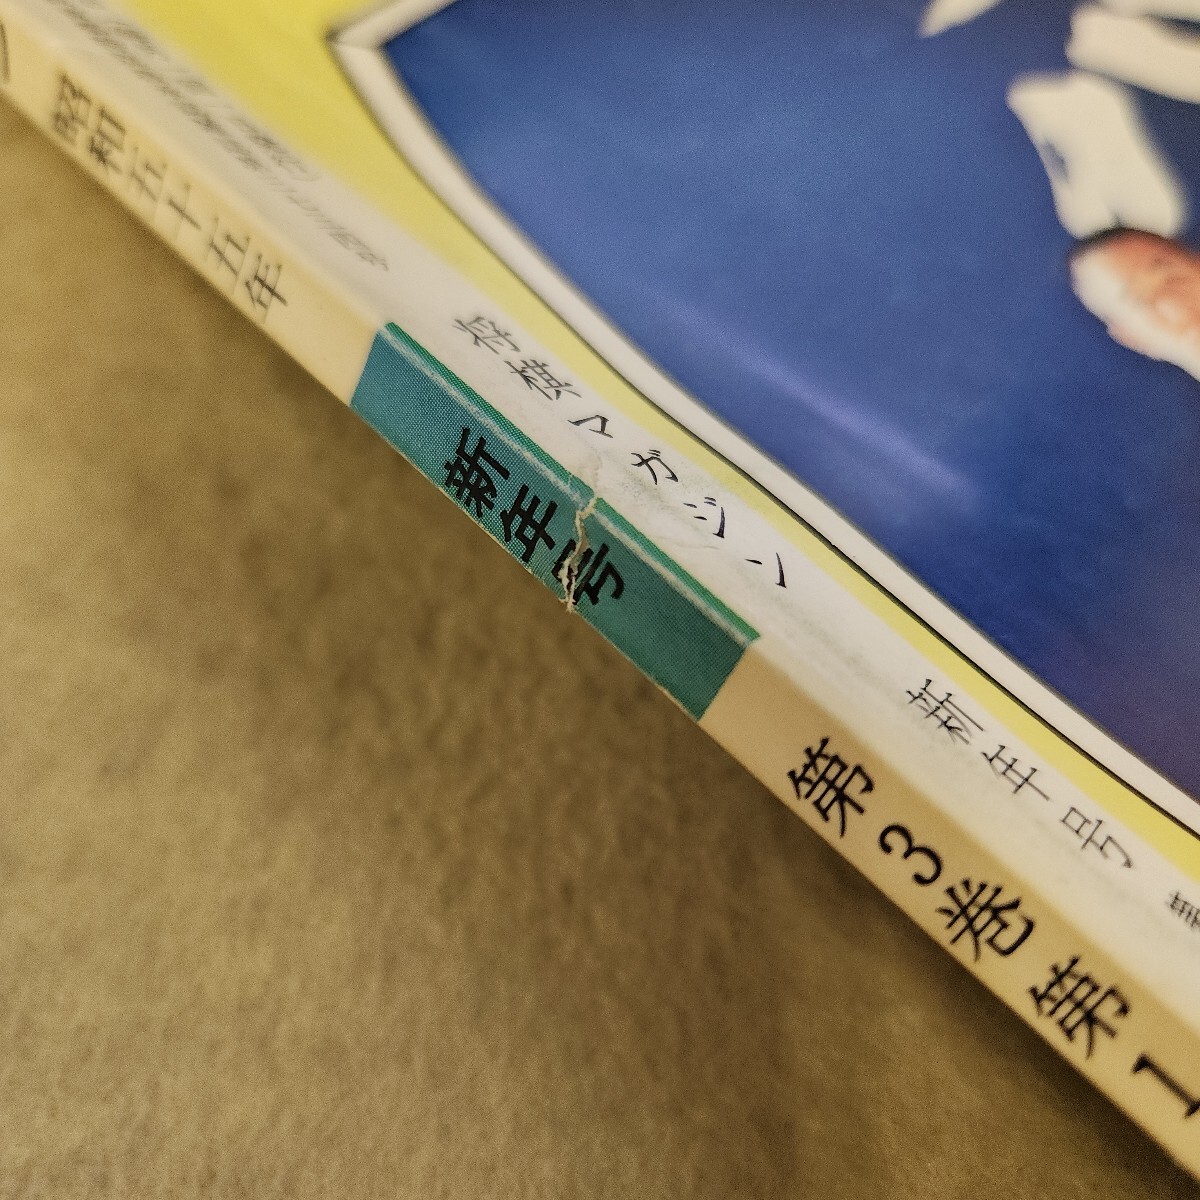 昭和五十五年 新年号 第3巻第1
将棋マガジン 新年号